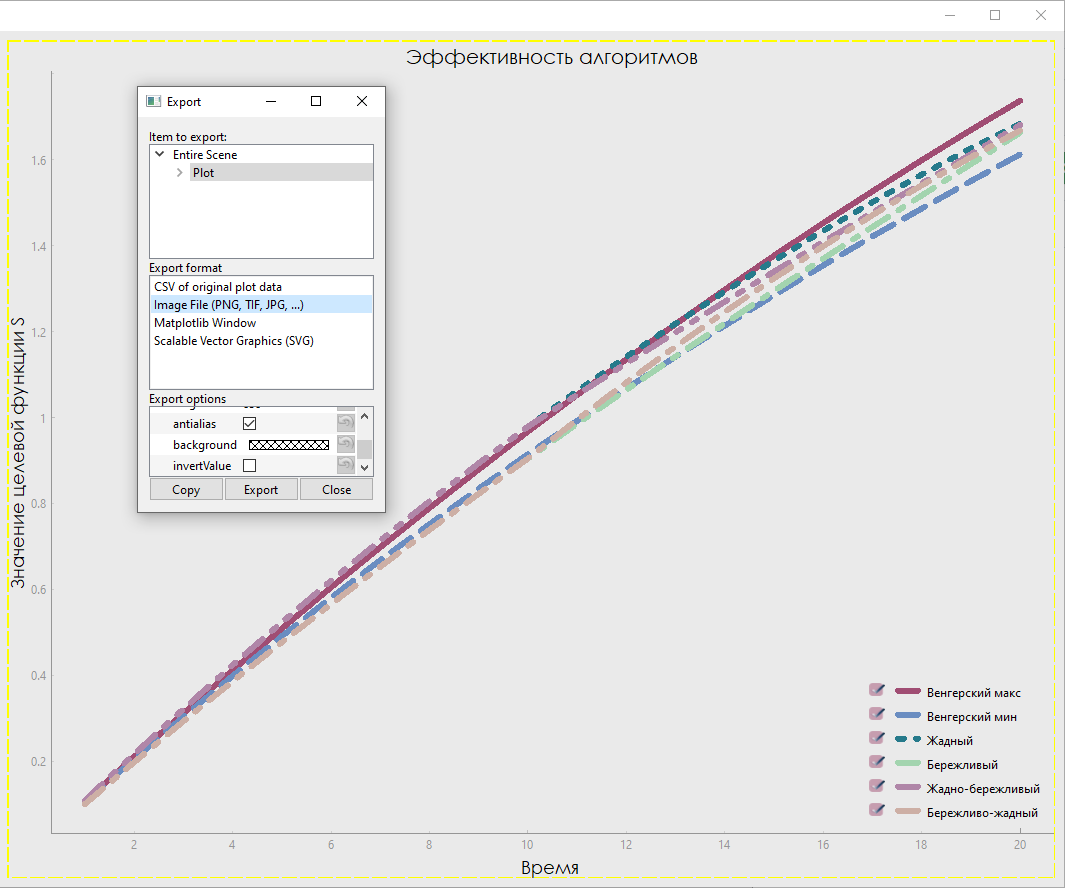 Эффективность алгоритмов
Export
Item to export:
Entire Scene
Plot
Export format
CSV of original plot data
Image File (PNG, TIF, JPG, ...)
Matplotlib Window
Scalable Vector Graphics (SVG)
Export options
antialias
background
invertValue
Copy Export Close
Значение целевой функции S
1.6
1.4
1.2
1
0.8
0.6
0.4
0.2
Венгерский макс
Венгерский мин
Жадный
Бережливый
Жадно-бережливый
Бережливо-жадный
2 4 6 8 10 12 14 16 18 20
Время